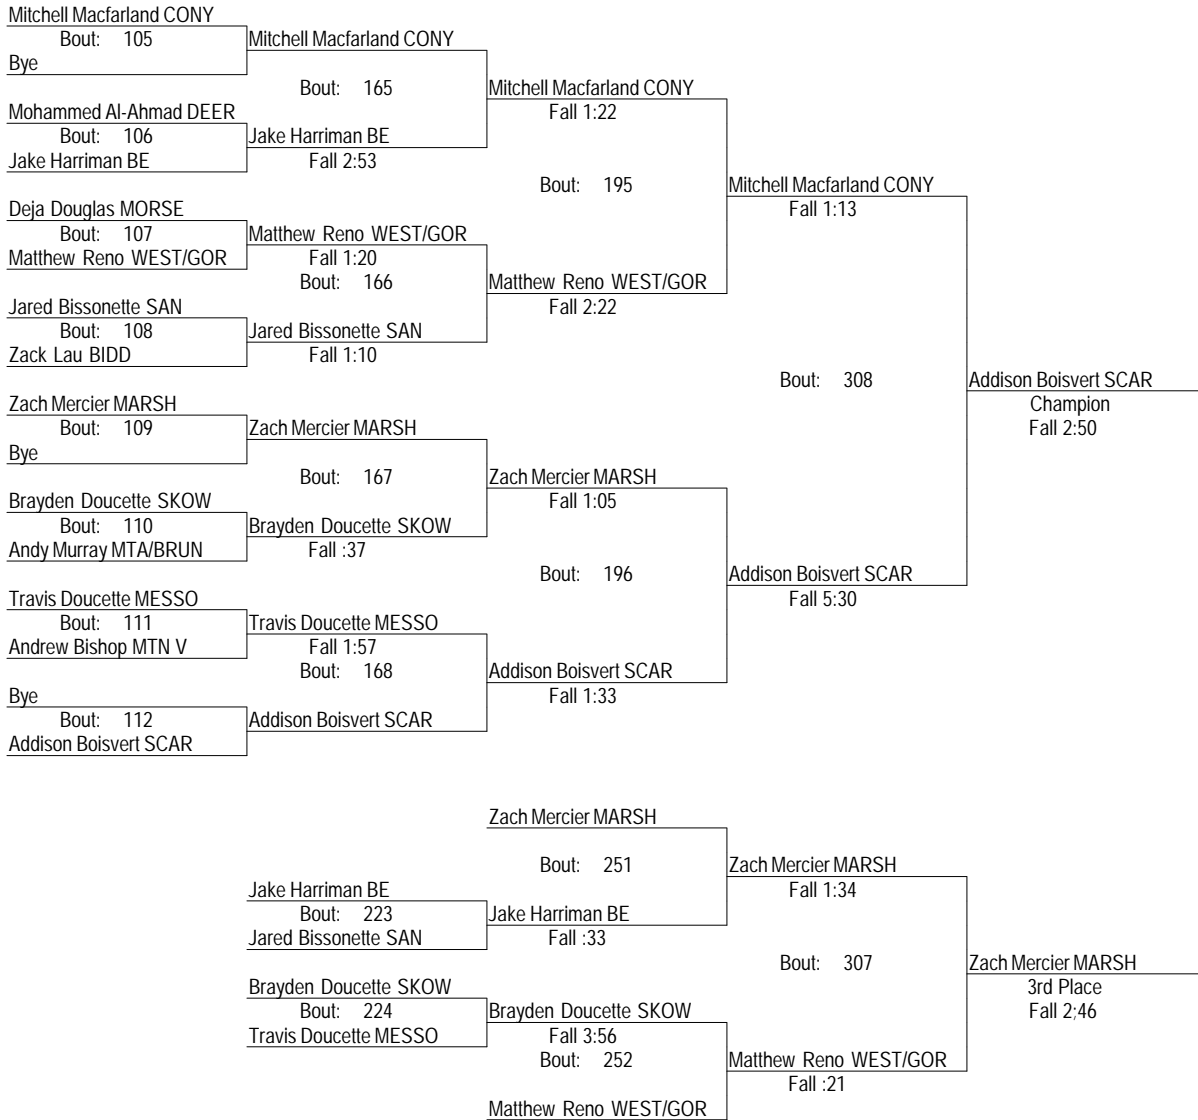 Mitchell Macfarland CONY
Bout: 105
Mitchell Macfarland CONY
Bye
Bout: 165
Mitchell Macfarland CONY
Mohammed Al-Ahmad DEER
Fall 1:22
Bout: 106
Jake Harriman BE
Jake Harriman BE
Fall 2:53
Bout: 195
Mitchell Macfarland CONY
Deja Douglas MORSE
Fall 1:13
Bout: 107
Matthew Reno WEST/GOR
Matthew Reno WEST/GOR
Fall 1:20
Bout: 166
Matthew Reno WEST/GOR
Jared Bissonette SAN
Fall 2:22
Bout: 108
Jared Bissonette SAN
Zack Lau BIDD
Fall 1:10
Bout: 308
Addison Boisvert SCAR
Zach Mercier MARSH
Champion
Bout: 109
Zach Mercier MARSH
Fall 2:50
Bye
Bout: 167
Zach Mercier MARSH
Brayden Doucette SKOW
Fall 1:05
Bout: 110
Brayden Doucette SKOW
Andy Murray MTA/BRUN
Fall :37
Bout: 196
Addison Boisvert SCAR
Travis Doucette MESSO
Fall 5:30
Bout: 111
Travis Doucette MESSO
Andrew Bishop MTN V
Fall 1:57
Bout: 168
Addison Boisvert SCAR
Bye
Fall 1:33
Bout: 112
Addison Boisvert SCAR
Addison Boisvert SCAR
Zach Mercier MARSH
Bout: 251
Zach Mercier MARSH
Jake Harriman BE
Fall 1:34
Bout: 223
Jake Harriman BE
Jared Bissonette SAN
Fall :33
Bout: 307
Zach Mercier MARSH
Brayden Doucette SKOW
3rd Place
Bout: 224
Brayden Doucette SKOW
Fall 2;46
Travis Doucette MESSO
Fall 3:56
Bout: 252
Matthew Reno WEST/GOR
Fall :21
Matthew Reno WEST/GOR